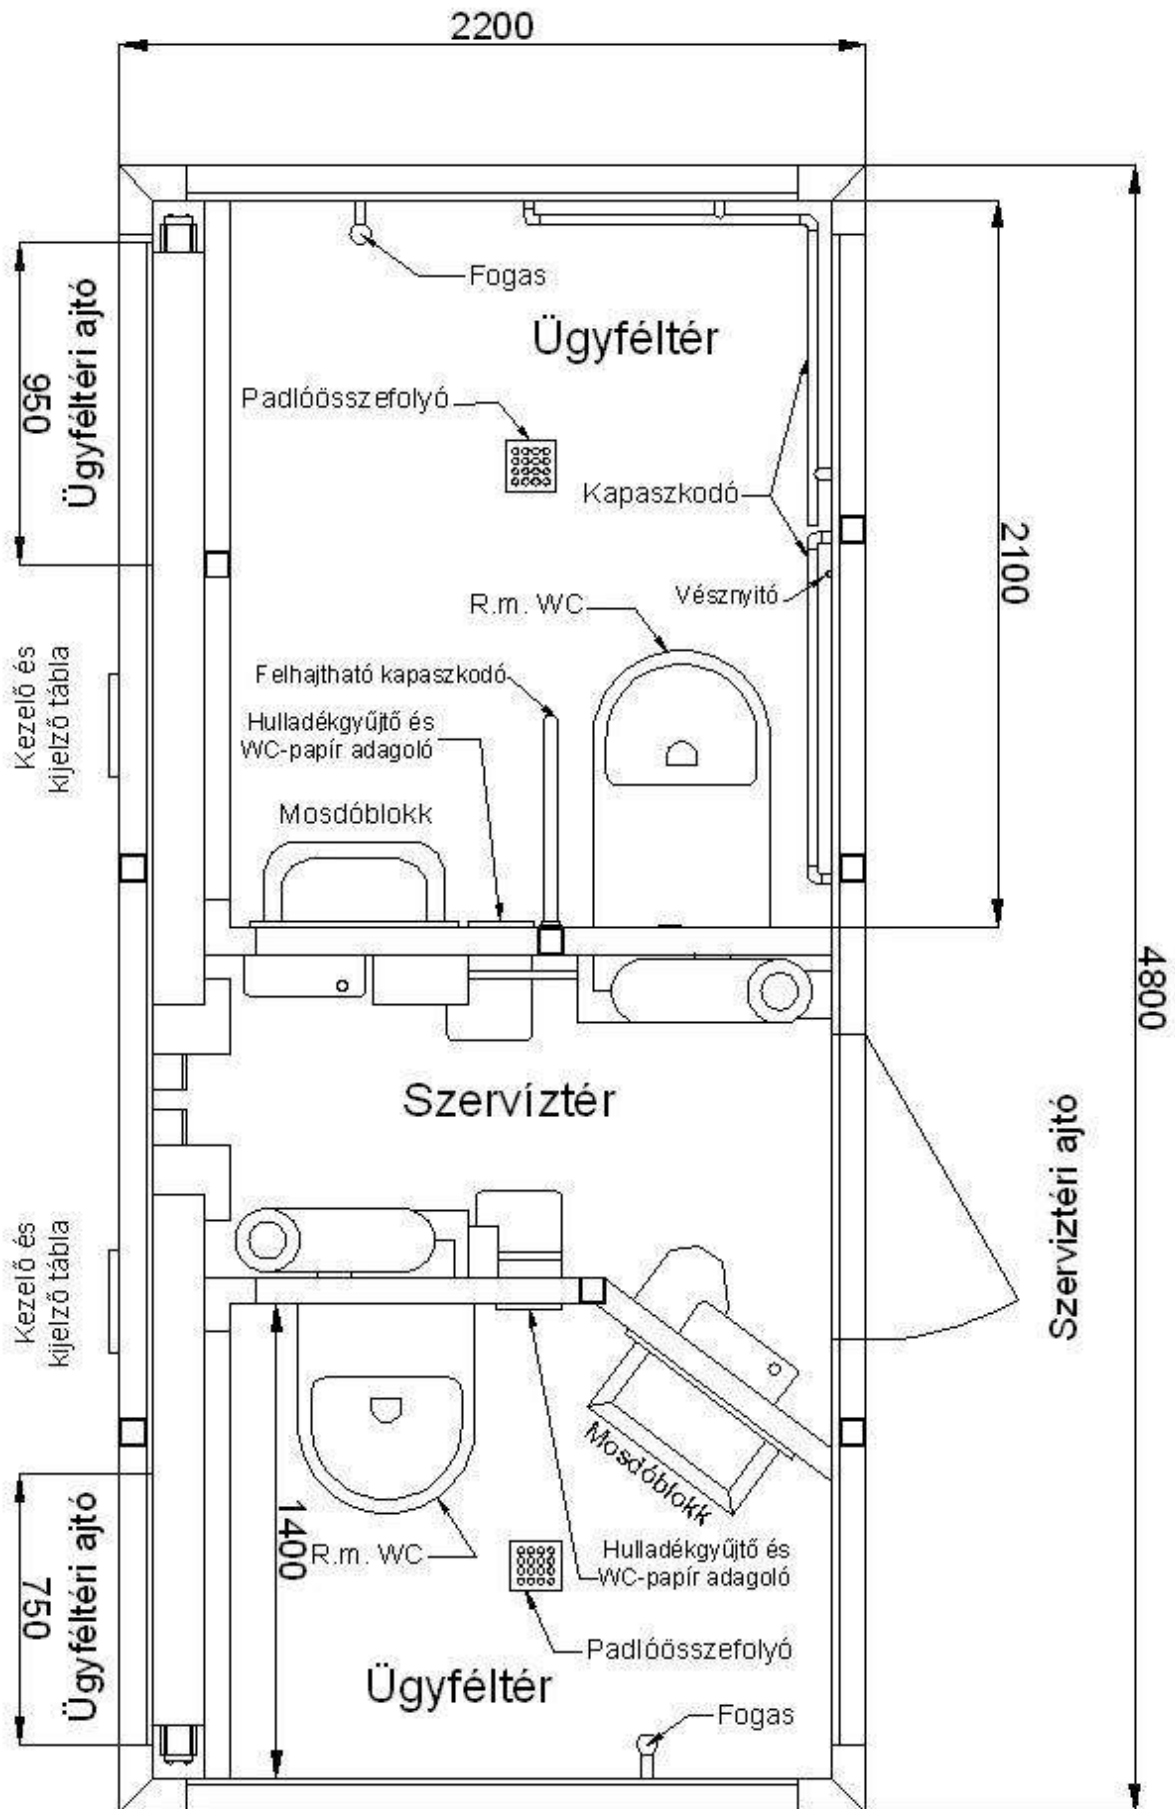 2200
Fogas
Ügyféltér
Ügyféltéri ajtó
950
Padlóösszefolyó
Kapaszkodó
2100
Vésznyitó
R.m. WC
Kezelő és
kijelző tábla
Felhajtható kapaszkodó
Hulladékgyűjtő és
WC-papír adagoló
Mosdóblokk
4800
Szervíztér
Szerviztéri ajtó
Kezelő és
kijelző tábla
Mosdóblokk
Ügyféltéri ajtó
750
1400
R.m. WC
Hulladékgyűjtő és
WC-papír adagoló
Padlóösszefolyó
Ügyféltér
Fogas